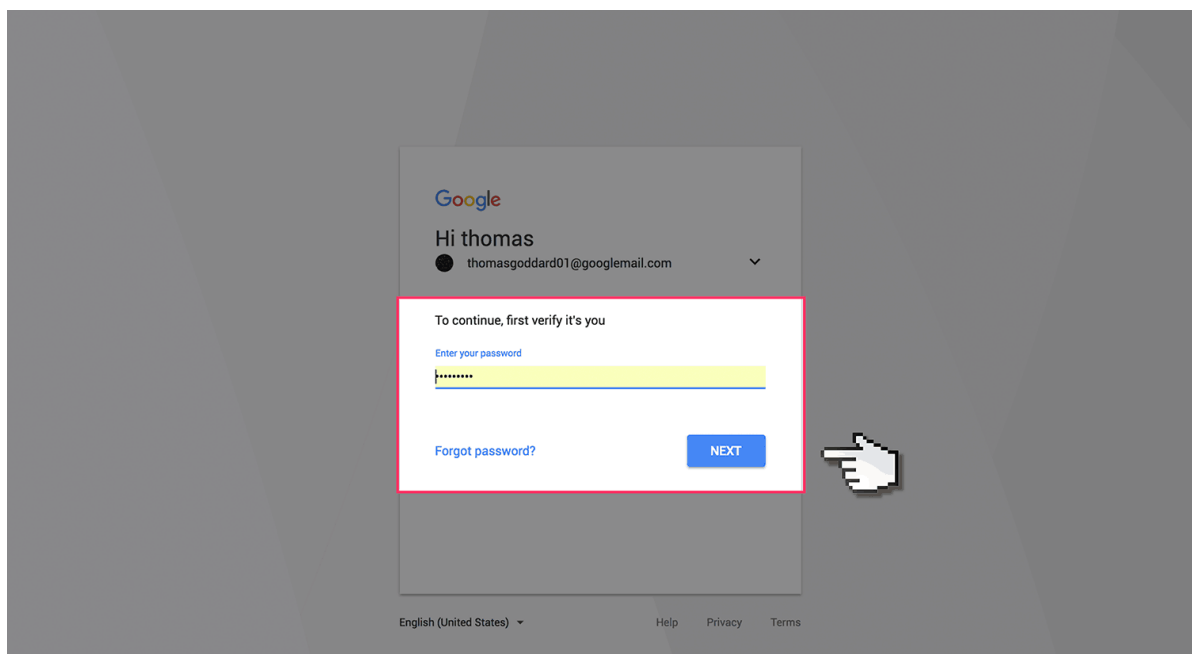 Google
Hi thomas
thomasgoddard01@googlemail.com
To continue, first verify it's you
Enter your password
•••••••••
Forgot password?
NEXT
English (United States)
Help Privacy Terms